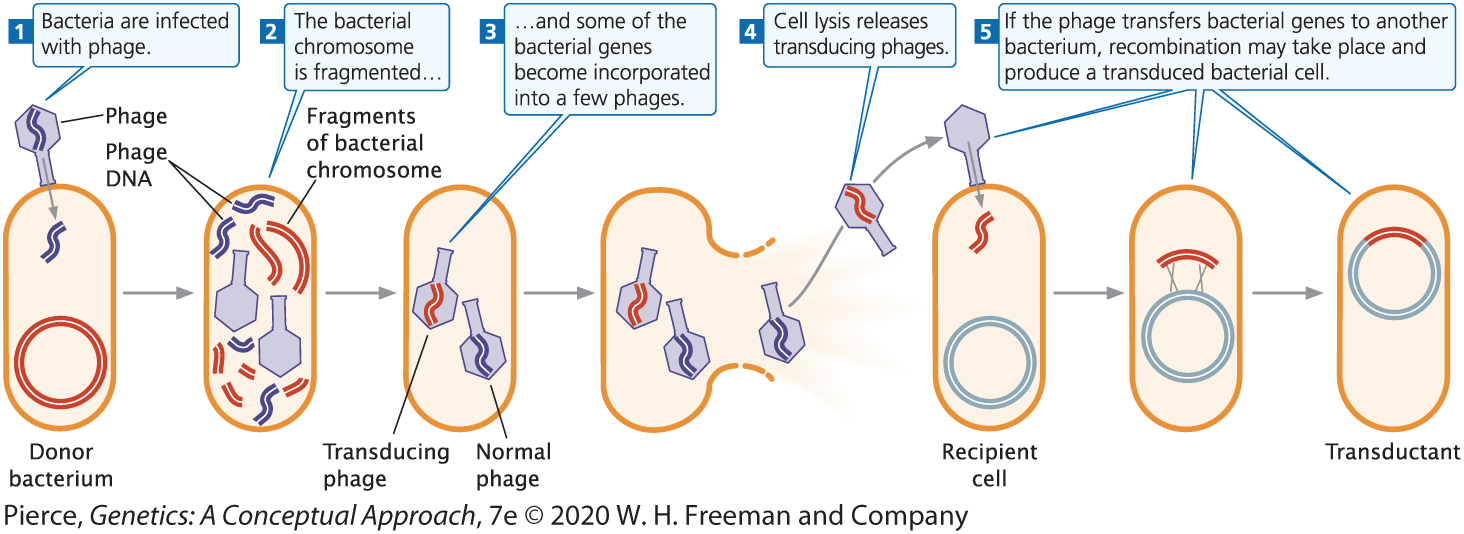 1 Bacteria are infected
with phage.
2 The bacterial
chromosome
is fragmented…
3 …and some of the
bacterial genes
become incorporated
into a few phages.
4 Cell lysis releases
transducing phages.
5 If the phage transfers bacterial genes to another
bacterium, recombination may take place and
produce a transduced bacterial cell.
Phage
Phage
DNA
Fragments
of bacterial
chromosome
Donor
bacterium
Transducing
phage
Normal
phage
Recipient
cell
Transductant
Pierce, Genetics: A Conceptual Approach, 7e © 2020 W. H. Freeman and Company